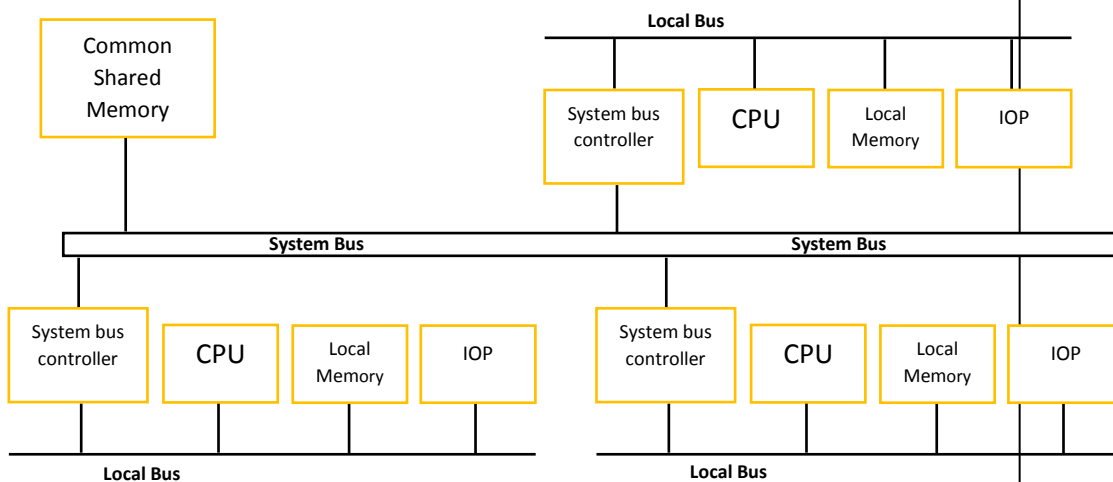 Local Bus
Common
Shared
Memory
System bus
controller
CPU
Local
Memory
IOP
System Bus
System Bus
System bus
controller
CPU
Local
Memory
IOP
System bus
controller
CPU
Local
Memory
IOP
Local Bus
Local Bus